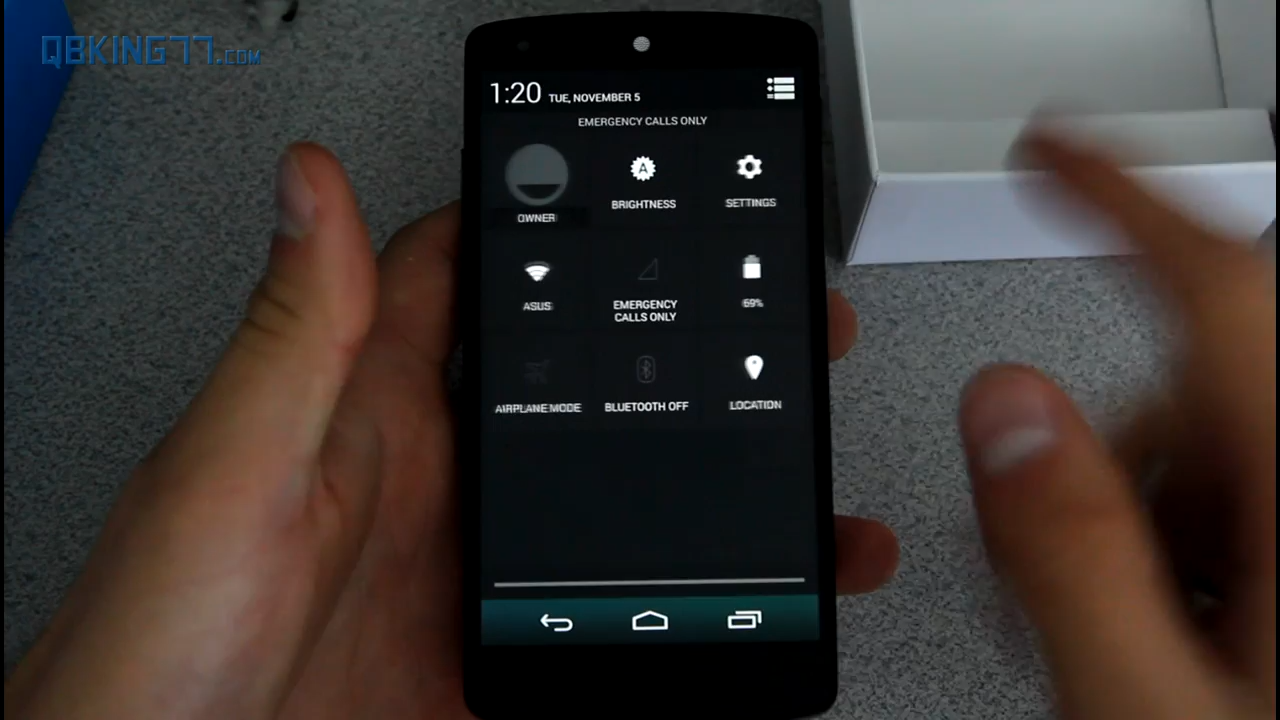 QBKING77.COM
1:20 TUE, NOVEMBER 5
EMERGENCY CALLS ONLY
OWNER
BRIGHTNESS
SETTINGS
ASUS
EMERGENCY
CALLS ONLY
69%
AIRPLANE MODE
BLUETOOTH OFF
LOCATION